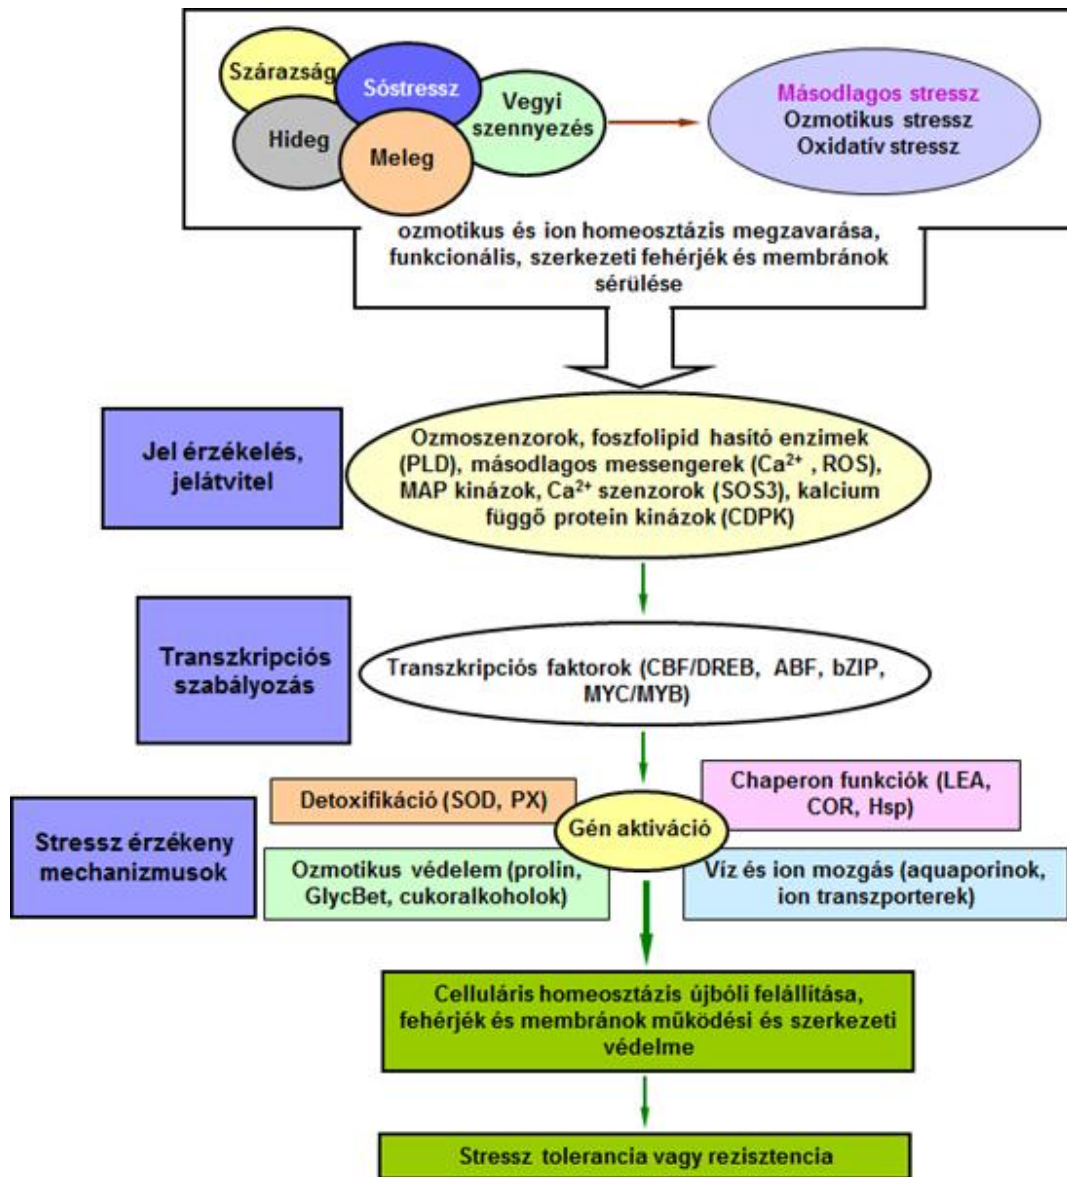 Szárazság
Sóstressz
Vegyi
szennyezés
Hideg
Meleg
Másodlagos stressz
Ozmotikus stressz
Oxidatív stressz
ozmotikus és ion homeosztázis megzavarása,
funkcionális, szerkezeti fehérjék és membránok
sérülése
Jel érzékelés,
jelátvitel
Ozmoszenzorok, foszfolipid hasító enzimek
(PLD), másodlagos messengerek (Ca²⁺ , ROS),
MAP kinázok, Ca²⁺ szenzorok (SOS3), kalcium
függő protein kinázok (CDPK)
Transzkripciós
szabályozás
Transzkripciós faktorok (CBF/DREB, ABF, bZIP,
MYC/MYB)
Stressz érzékeny
mechanizmusok
Detoxifikáció (SOD, PX)
Chaperon funkciók (LEA,
COR, Hsp)
Gén aktiváció
Ozmotikus védelem (prolin,
GlycBet, cukoralkoholok)
Víz és ion mozgás (aquaporinok,
ion transzporterek)
Celluláris homeosztázis újbóli felállítása,
fehérjék és membránok működési és szerkezeti
védelme
Stressz tolerancia vagy rezisztencia